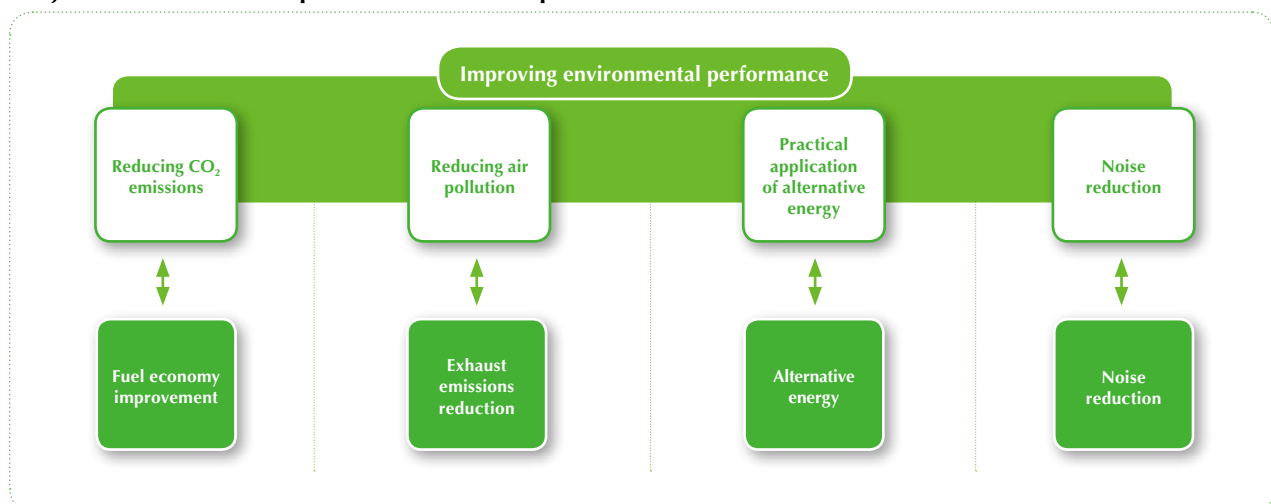 Improving environmental performance
Reducing CO₂
emissions
Reducing air
pollution
Practical
application
of alternative
energy
Noise
reduction
Fuel economy
improvement
Exhaust
emissions
reduction
Alternative
energy
Noise
reduction